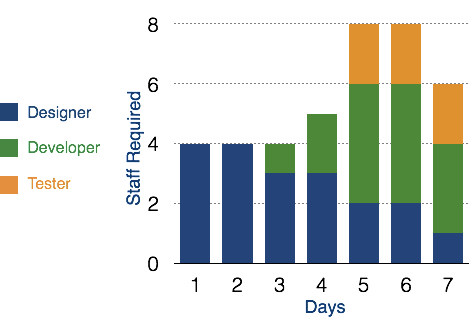 Designer
Developer
Tester
Staff Required
8
6
4
2
0
1 2 3 4 5 6 7
Days